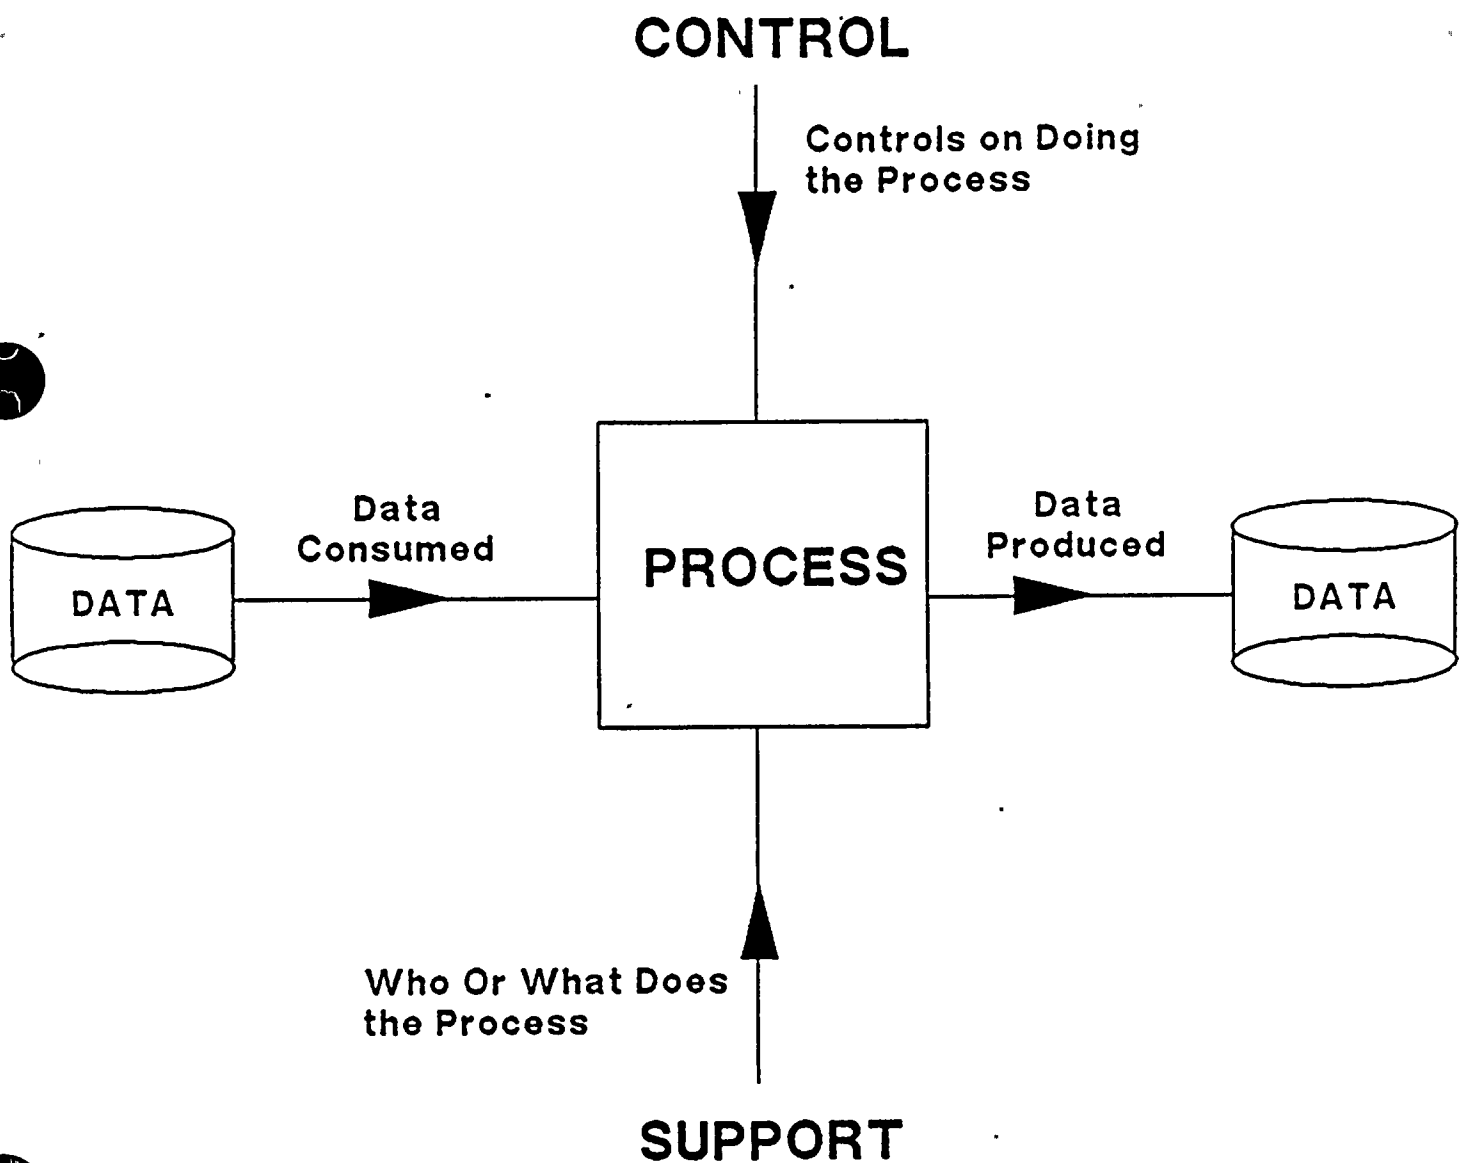 CONTROL
Controls on Doing
the Process
Data
Consumed
DATA
PROCESS
Data
Produced
DATA
Who Or What Does
the Process
SUPPORT